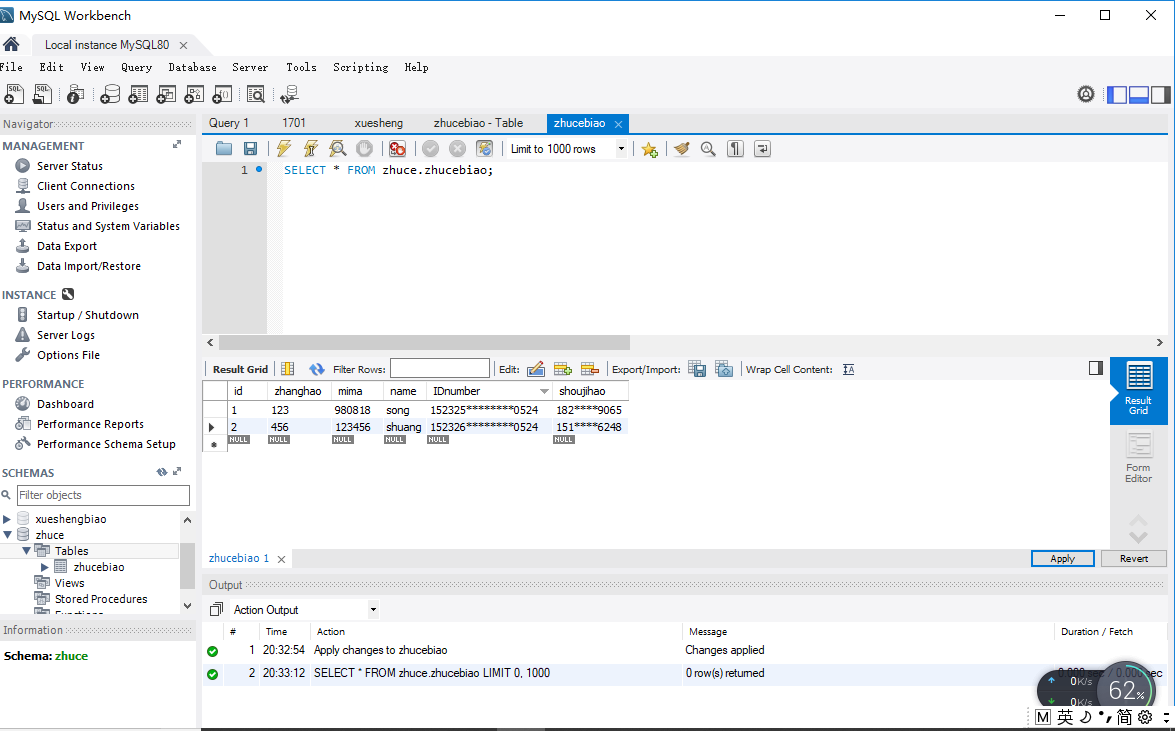 MySQL Workbench
Local instance MySQL80
File Edit View Query Database Server Tools Scripting Help
Navigator
Query 1 1701 xuesheng zhucebiao - Table zhucebiao
MANAGEMENT
Server Status
Client Connections
Users and Privileges
Status and System Variables
Data Export
Data Import/Restore
INSTANCE
Startup / Shutdown
Server Logs
Options File
PERFORMANCE
Dashboard
Performance Reports
Performance Schema Setup
SCHEMAS
Filter objects
xueshengbiao
zhuce
Tables
zhucebiao
Views
Stored Procedures
Functions
Information
Schema: zhuce
Limit to 1000 rows
1 SELECT * FROM zhuce.zhucebiao;
Result Grid Filter Rows: Edit: Export/Import: Wrap Cell Content:
id zhanghao mima name IDnumber shoujihao
1 123 980818 song 152325********0524 182****9065
2 456 123456 shuang 152326********0524 151****6248
NULL NULL NULL NULL NULL NULL
Result
Grid
Form
Editor
zhucebiao 1
Apply Revert
Output
Action Output
# Time Action Message Duration / Fetch
1 20:32:54 Apply changes to zhucebiao Changes applied
2 20:33:12 SELECT * FROM zhuce.zhucebiao LIMIT 0, 1000 0 row(s) returned 0.000 sec / 0.000 sec
0K/s
0K/s
62%
M 英 简